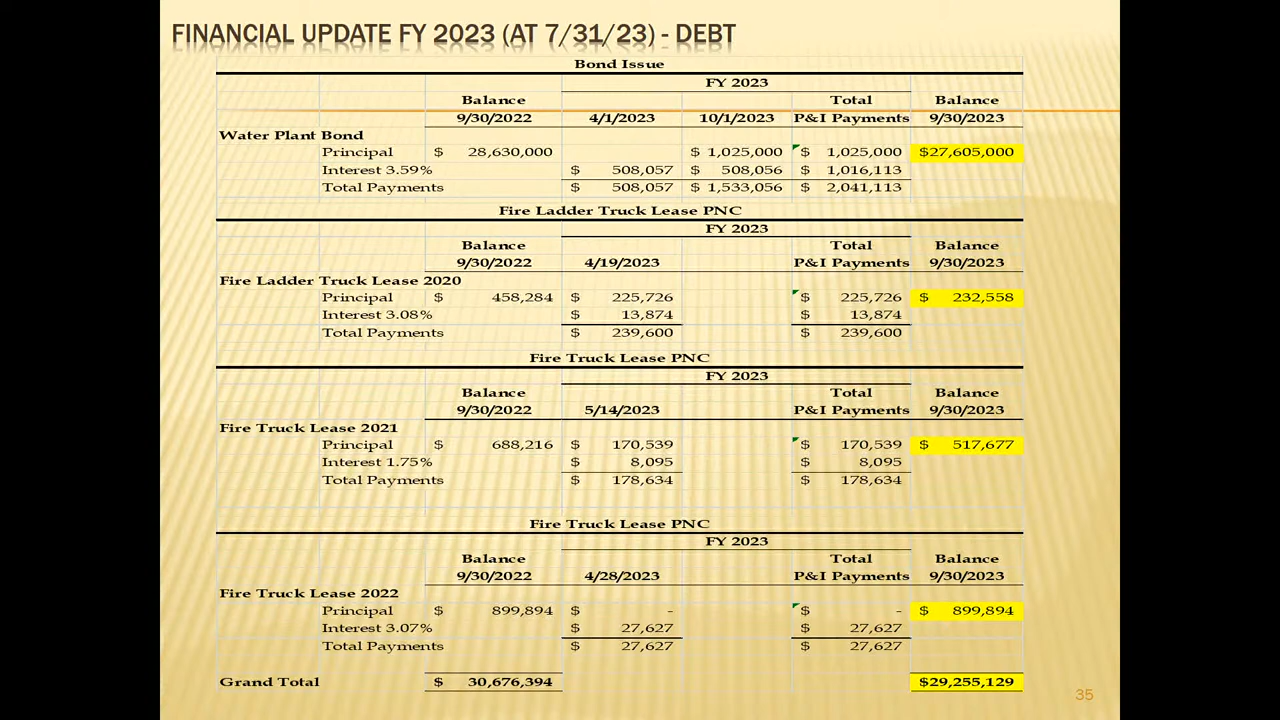 FINANCIAL UPDATE FY 2023 (AT 7/31/23) - DEBT
Bond Issue
FY 2023
Balance Total Balance
9/30/2022 4/1/2023 10/1/2023 P&I Payments 9/30/2023
Water Plant Bond
Principal $ 28,630,000 $ 1,025,000 $ 1,025,000 $27,605,000
Interest 3.59% $ 508,057 $ 508,056 $ 1,016,113
Total Payments $ 508,057 $ 1,533,056 $ 2,041,113
Fire Ladder Truck Lease PNC
FY 2023
Balance Total Balance
9/30/2022 4/19/2023 P&I Payments 9/30/2023
Fire Ladder Truck Lease 2020
Principal $ 458,284 $ 225,726 $ 225,726 $ 232,558
Interest 3.08% $ 13,874 $ 13,874
Total Payments $ 239,600 $ 239,600
Fire Truck Lease PNC
FY 2023
Balance Total Balance
9/30/2022 5/14/2023 P&I Payments 9/30/2023
Fire Truck Lease 2021
Principal $ 688,216 $ 170,539 $ 170,539 $ 517,677
Interest 1.75% $ 8,095 $ 8,095
Total Payments $ 178,634 $ 178,634
Fire Truck Lease PNC
FY 2023
Balance Total Balance
9/30/2022 4/28/2023 P&I Payments 9/30/2023
Fire Truck Lease 2022
Principal $ 899,894 $ - $ - $ 899,894
Interest 3.07% $ 27,627 $ 27,627
Total Payments $ 27,627 $ 27,627
Grand Total $ 30,676,394 $29,255,129
35